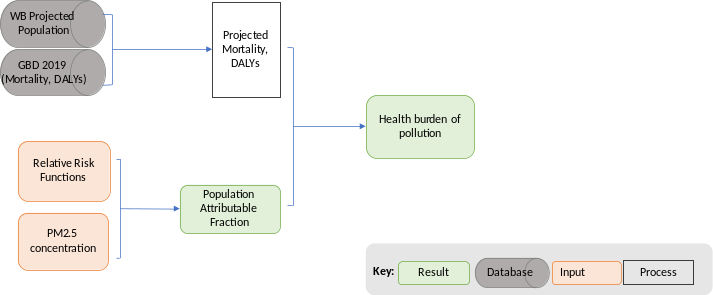 WB Projected
Population
GBD 2019
(Mortality, DALYs)
Projected
Mortality,
DALYs
Health burden of
pollution
Relative Risk
Functions
Population
Attributable
Fraction
PM2.5
concentration
Key:
Result
Database
Input
Process